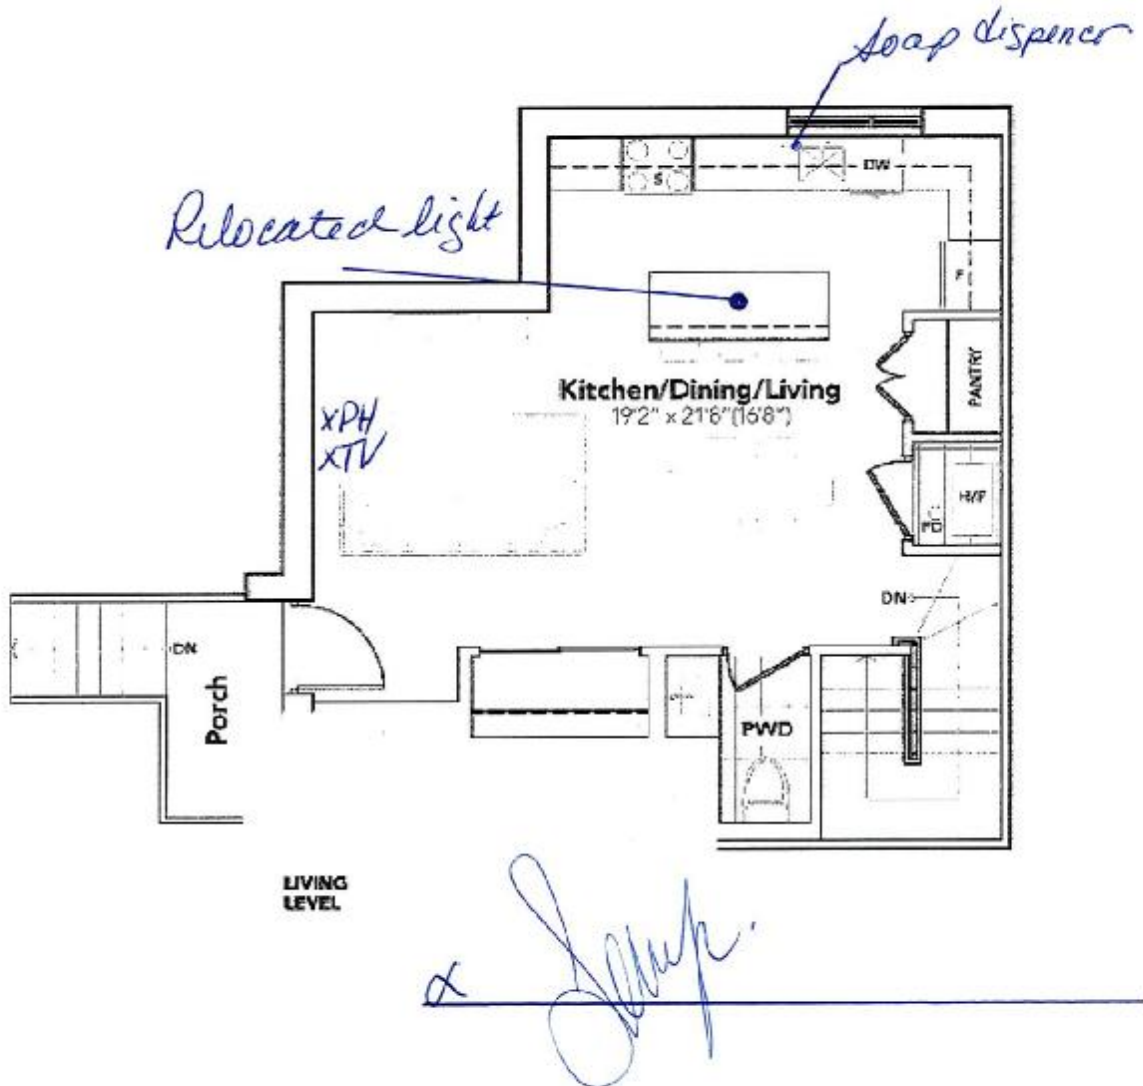 soap dispencer
DW
S
Relocated light
F
Kitchen/Dining/Living
19'2" x 21'8"(16'8")
PANTRY
xPH
xTV
H/F
FD
DN
DN
Porch
PWD
LIVING
LEVEL
x